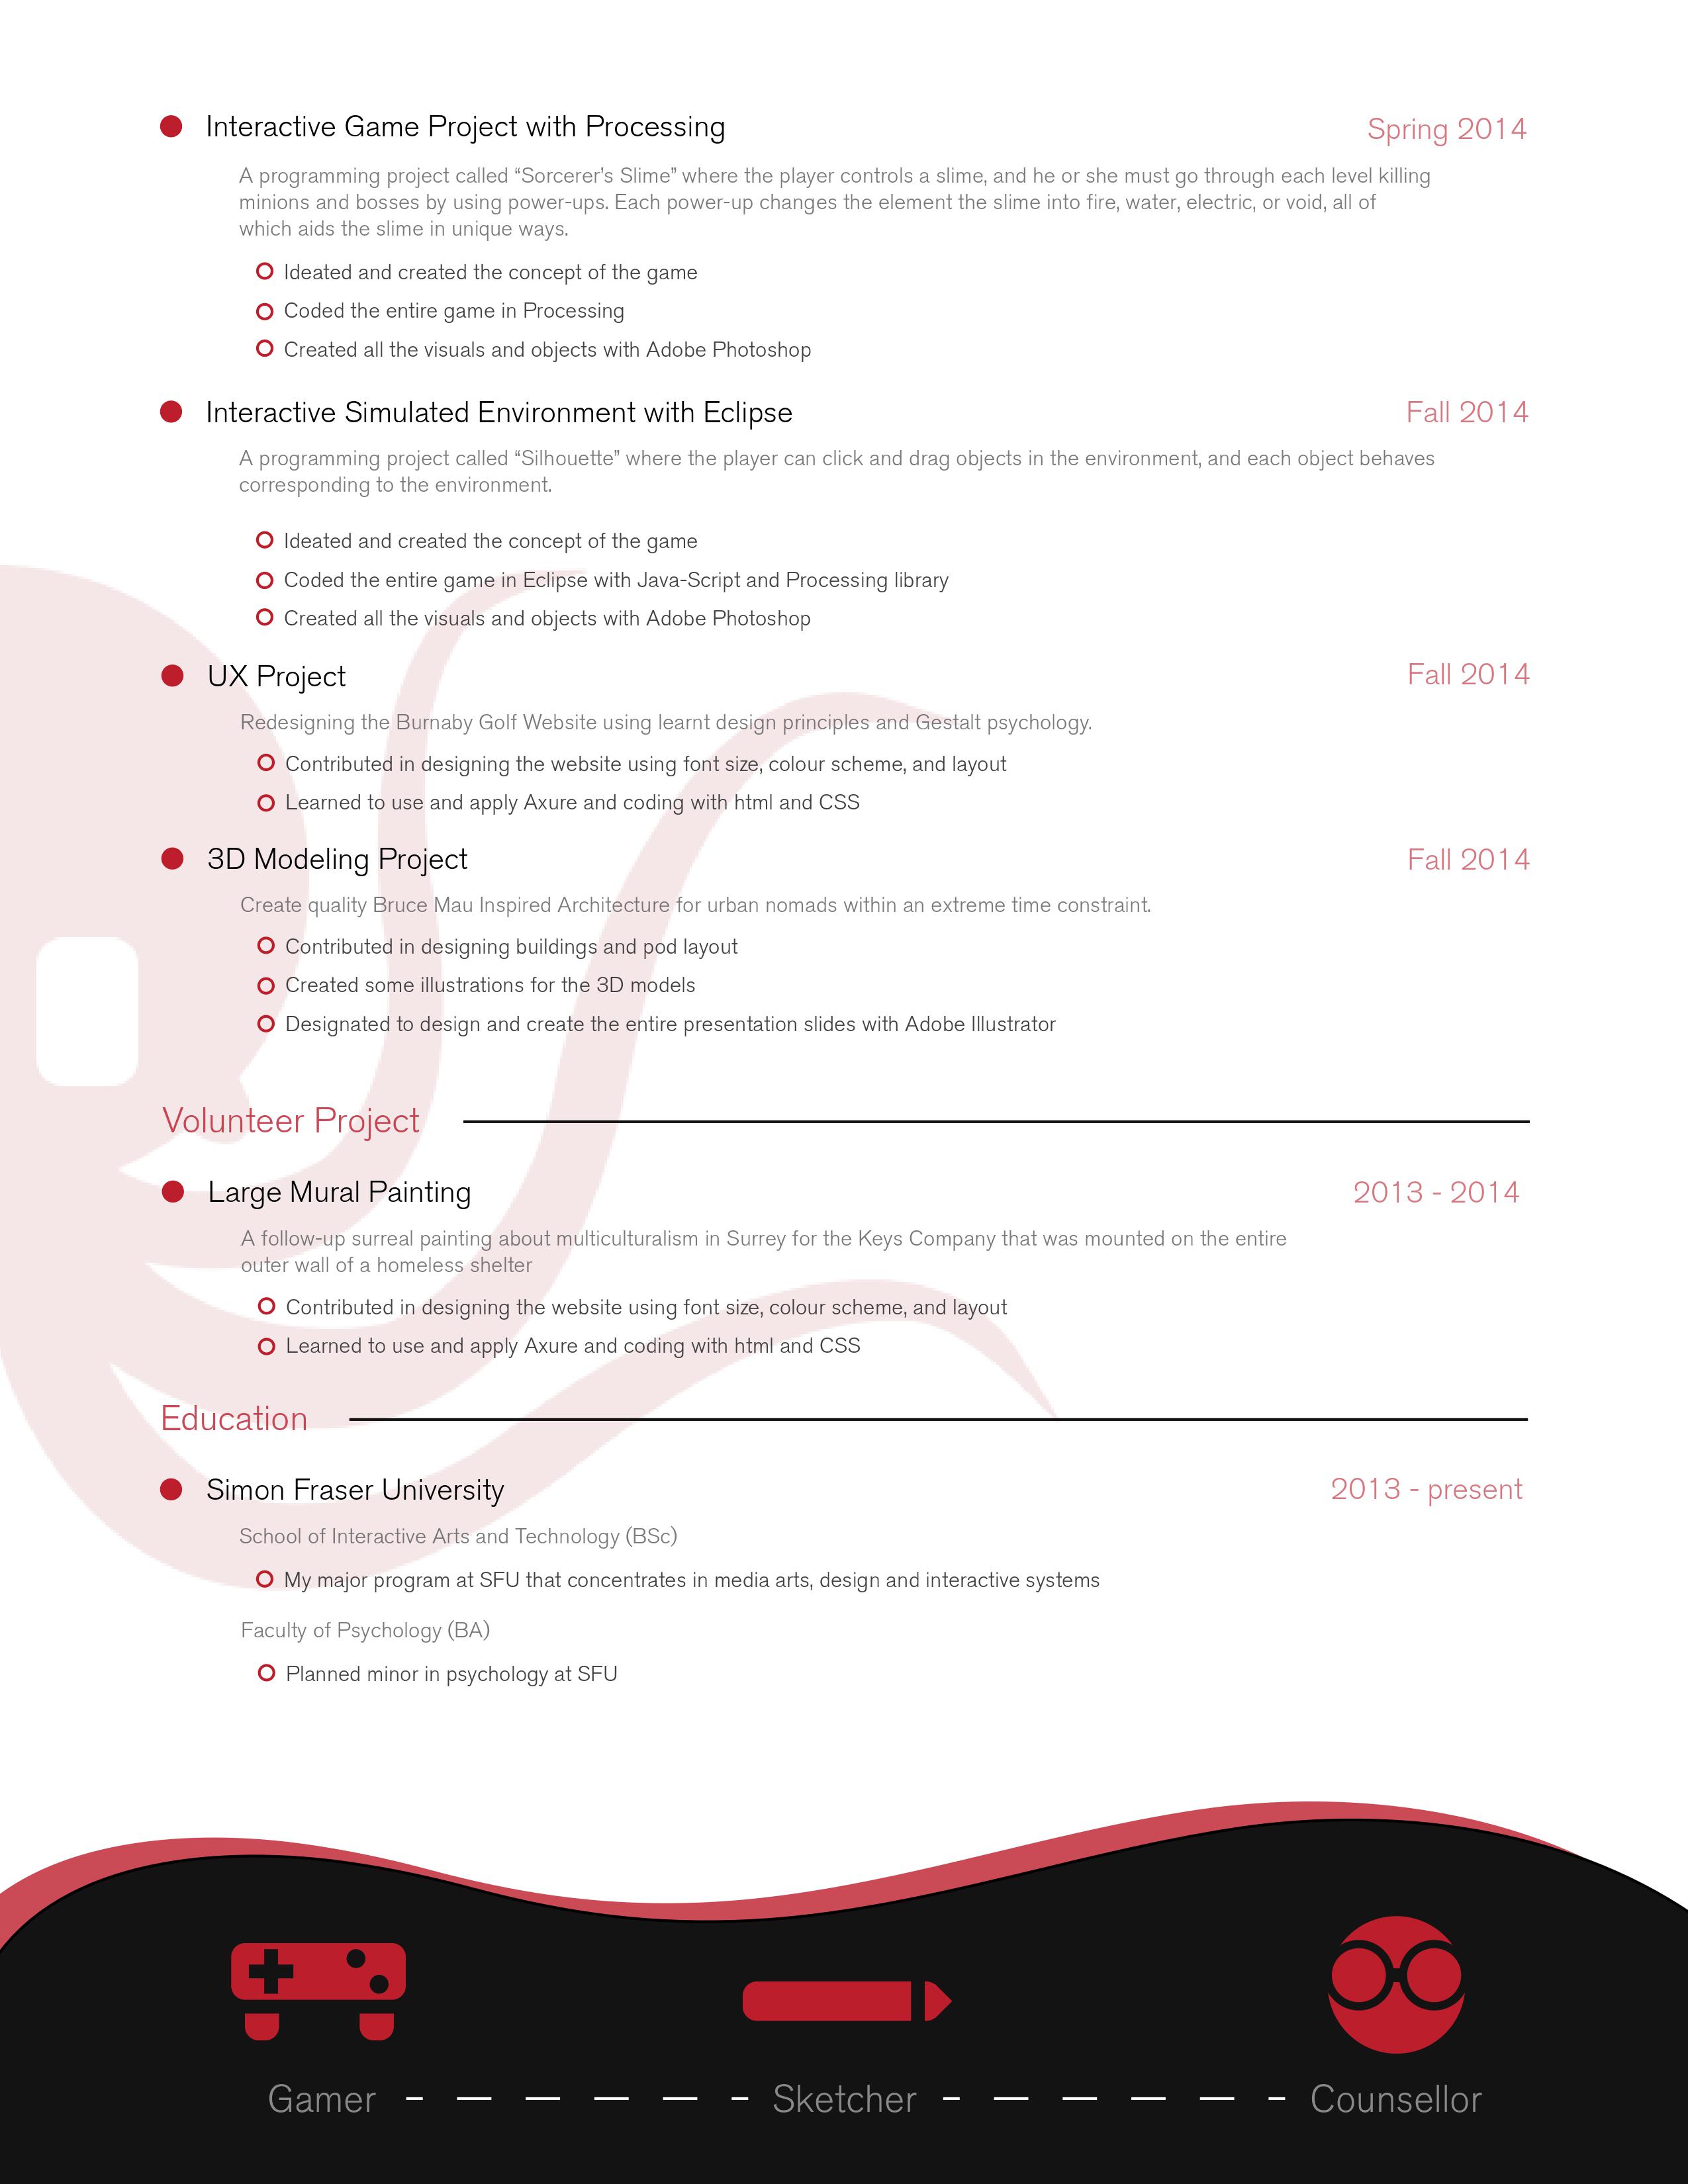 Interactive Game Project with Processing
Spring 2014
A programming project called “Sorcerer’s Slime” where the player controls a slime, and he or she must go through each level killing
minions and bosses by using power-ups. Each power-up changes the element the slime into fire, water, electric, or void, all of
which aids the slime in unique ways.
Ideated and created the concept of the game
Coded the entire game in Processing
Created all the visuals and objects with Adobe Photoshop
Interactive Simulated Environment with Eclipse
Fall 2014
A programming project called “Silhouette” where the player can click and drag objects in the environment, and each object behaves
corresponding to the environment.
Ideated and created the concept of the game
Coded the entire game in Eclipse with Java-Script and Processing library
Created all the visuals and objects with Adobe Photoshop
UX Project
Fall 2014
Redesigning the Burnaby Golf Website using learnt design principles and Gestalt psychology.
Contributed in designing the website using font size, colour scheme, and layout
Learned to use and apply Axure and coding with html and CSS
3D Modeling Project
Fall 2014
Create quality Bruce Mau Inspired Architecture for urban nomads within an extreme time constraint.
Contributed in designing buildings and pod layout
Created some illustrations for the 3D models
Designated to design and create the entire presentation slides with Adobe Illustrator
Volunteer Project
Large Mural Painting
2013 - 2014
A follow-up surreal painting about multiculturalism in Surrey for the Keys Company that was mounted on the entire
outer wall of a homeless shelter
Contributed in designing the website using font size, colour scheme, and layout
Learned to use and apply Axure and coding with html and CSS
Education
Simon Fraser University
2013 - present
School of Interactive Arts and Technology (BSc)
My major program at SFU that concentrates in media arts, design and interactive systems
Faculty of Psychology (BA)
Planned minor in psychology at SFU
Gamer
Sketcher
Counsellor